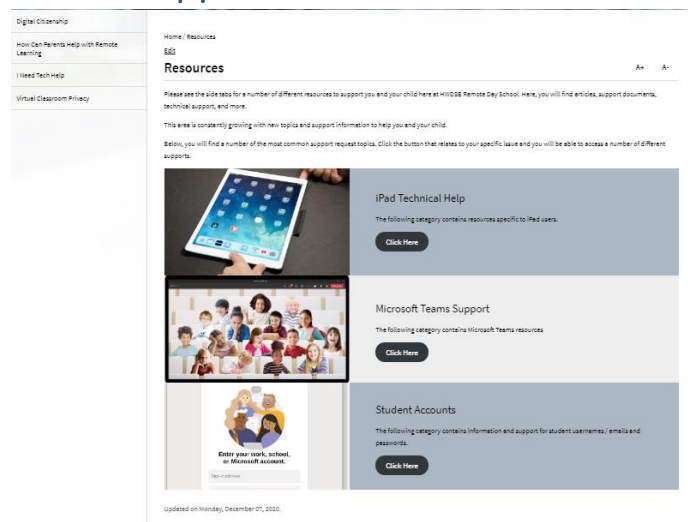 Digital Citizenship
How Can Parents Help with Remote
Learning
I Need Tech Help
Virtual Classroom Privacy
Home / Resources
Edit
Resources
A+ A-
Please see the side tabs for a number of different resources to support you and your child here at HWDSB Remote Day School. Here, you will find articles, support documents,
technical support, and more.
This area is constantly growing with new topics and support information to help you and your child.
Below, you will find a number of the most common support request topics. Click the button that relates to your specific issue and you will be able to access a number of different
supports.
iPad Technical Help
The following category contains resources specific to iPad users.
Click Here
Microsoft Teams Support
The following category contains Microsoft Teams resources
Click Here
Enter your work, school,
or Microsoft account.
Student Accounts
The following category contains information and support for student usernames / emails and
passwords.
Click Here
Updated on Monday, December 07, 2020.